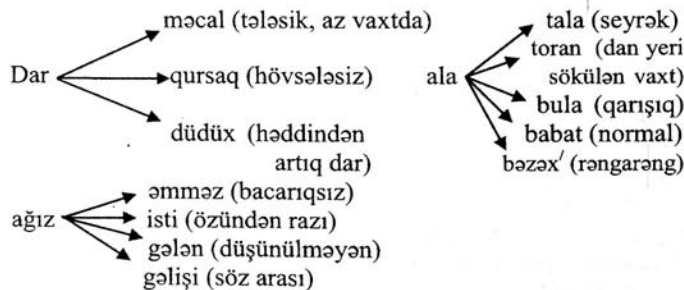 Dar
məcal (tələsik, az vaxtda)
qursaq (hövsələsiz)
düdüx (həddindən
artıq dar)
ala
tala (seyrək)
toran (dan yeri
sökülən vaxt)
bula (qarışıq)
babat (normal)
bəzəx' (rəngarəng)
ağız
əmməz (bacarıqsız)
isti (özündən razı)
gələn (düşünülməyən)
gəlişi (söz arası)